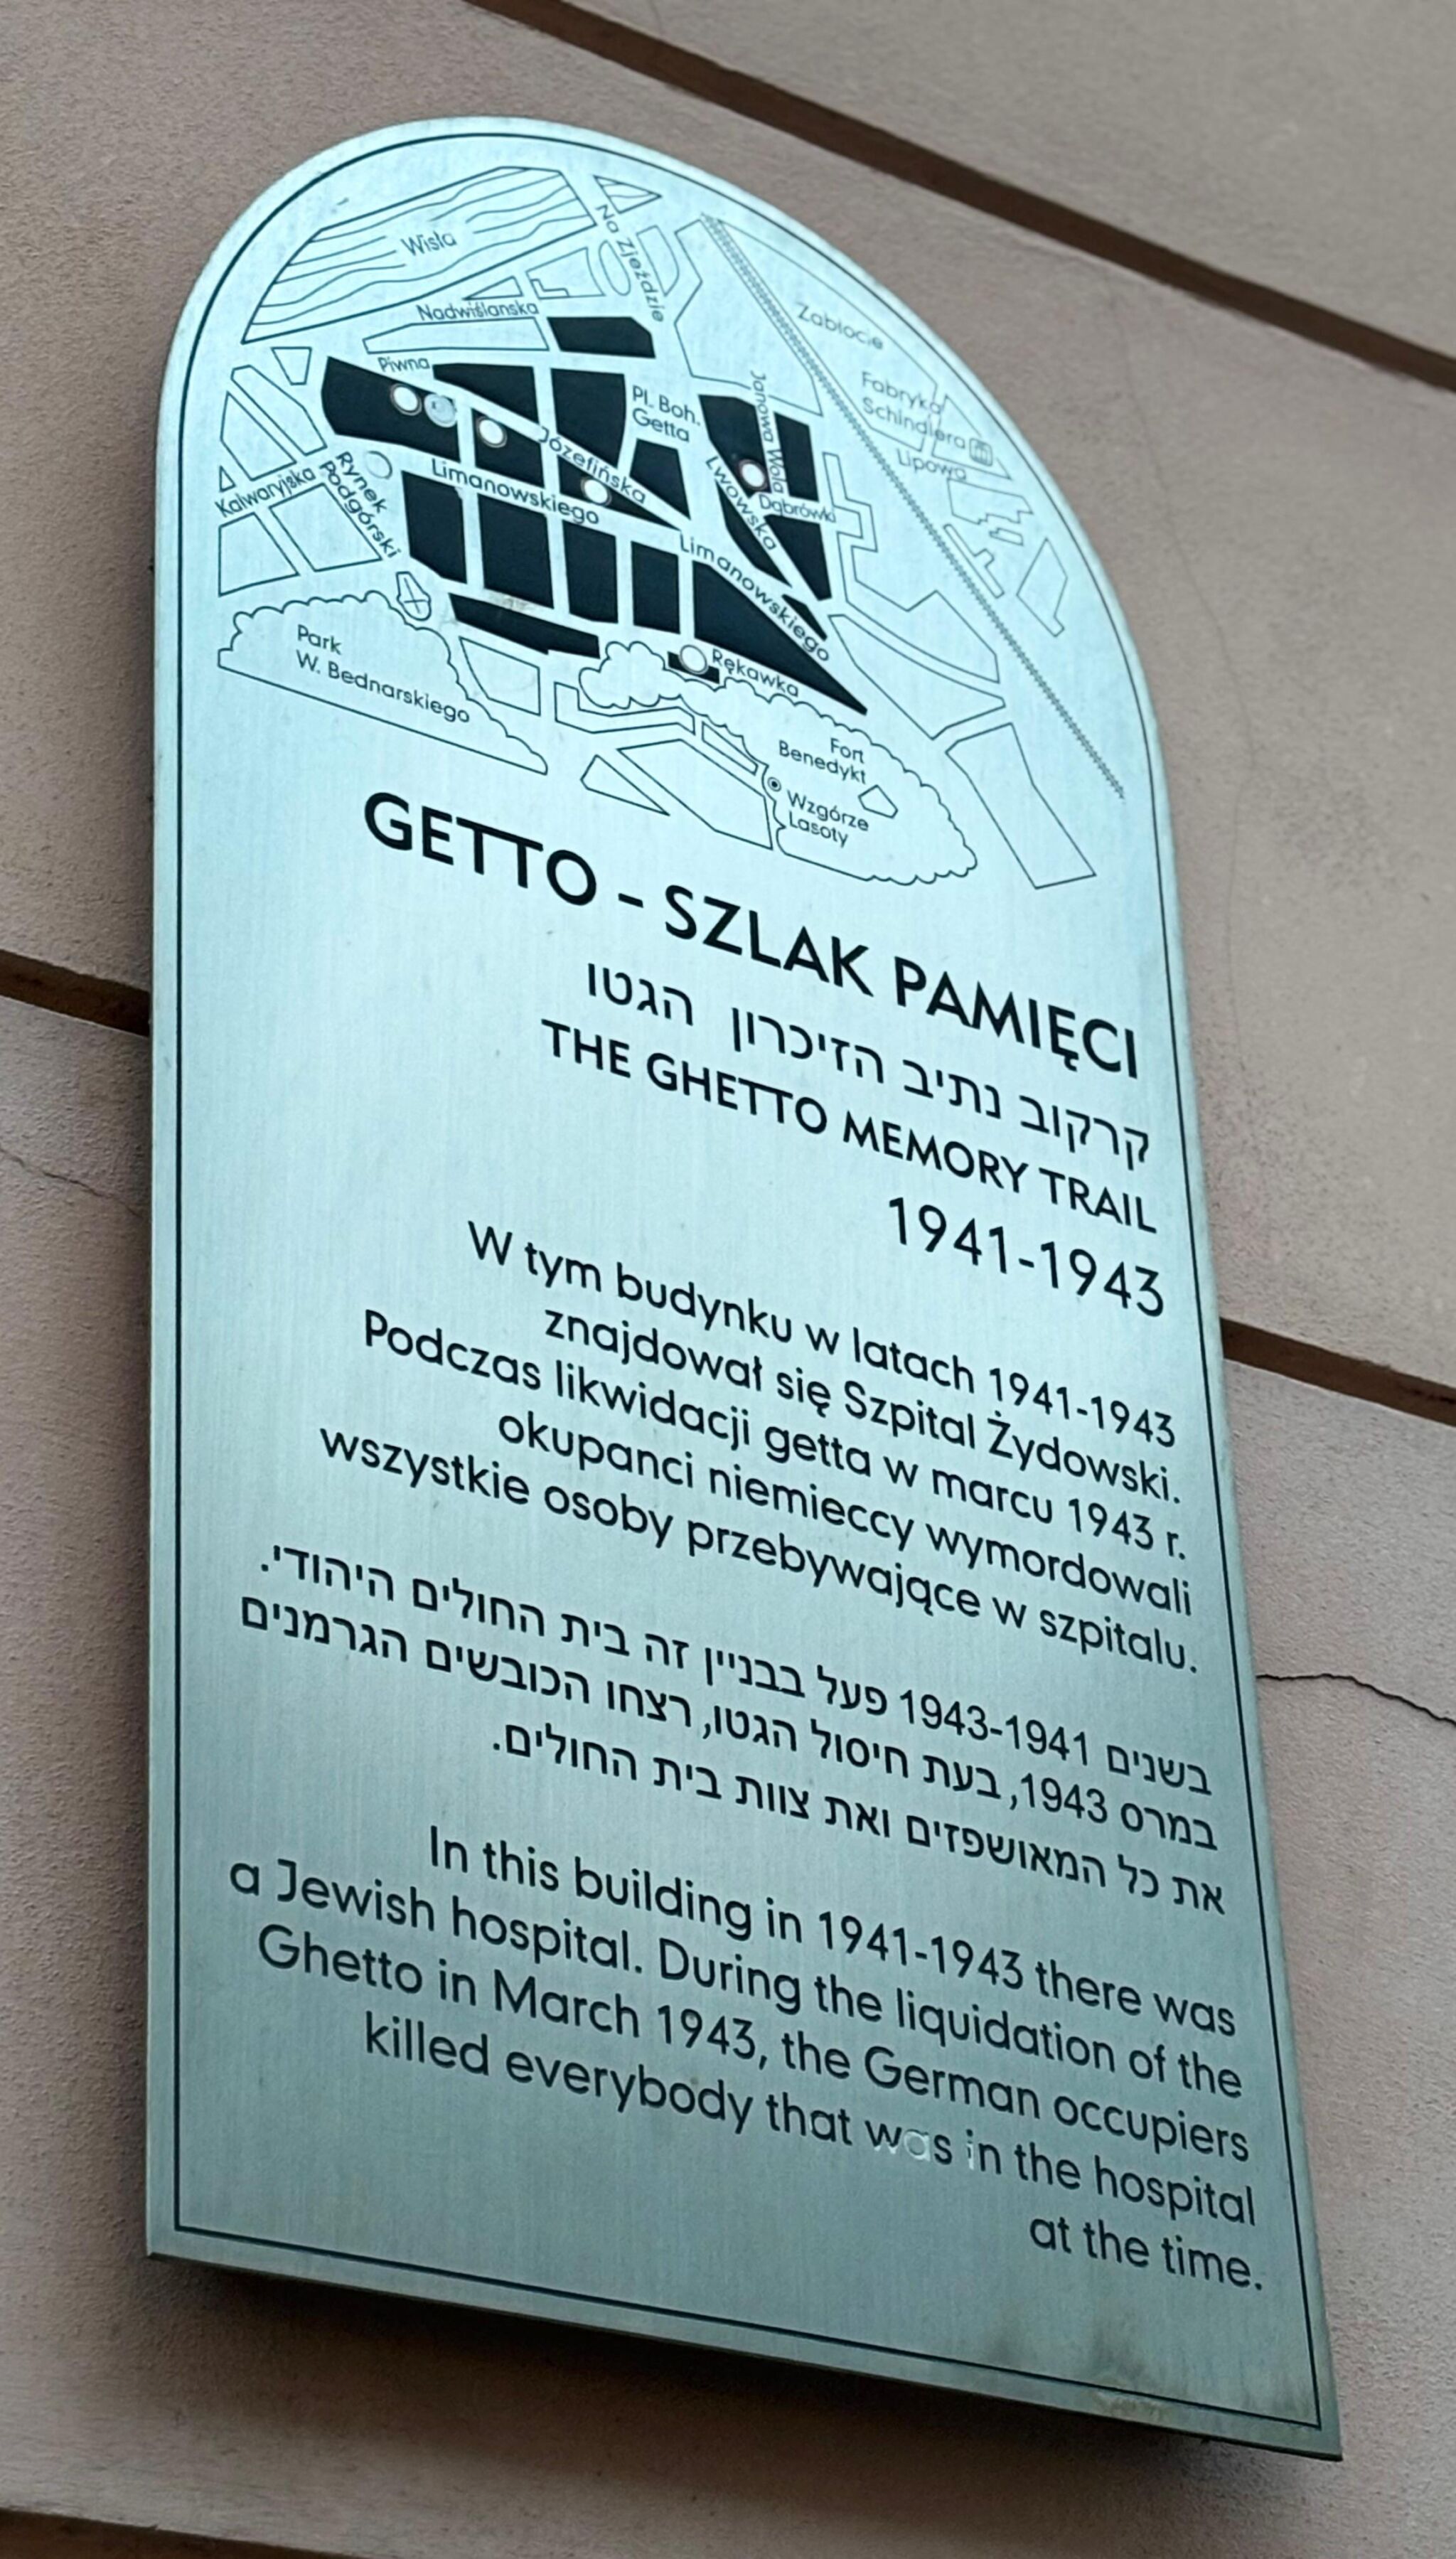 Wisła
Na Zjeździe
Nadwiślańska
Zabłocie
Piwna
Fabryka
Schindlera
Pl. Boh.
Getta
Janowa Wola
Józefińska
Lipowa
Rynek
Podgórski
Limanowskiego
Lwowska
Dąbrówki
Kalwaryjska
Limanowskiego
Park
W. Bednarskiego
Rękawka
Fort
Benedykt
Wzgórze
Lasoty
GETTO - SZLAK PAMIĘCI
קרקוב נתיב הזיכרון הגטו
THE GHETTO MEMORY TRAIL
1941-1943
W tym budynku w latach 1941-1943
znajdował się Szpital Żydowski.
Podczas likwidacji getta w marcu 1943 r.
okupanci niemieccy wymordowali
wszystkie osoby przebywające w szpitalu.
בשנים 1943-1941 פעל בבניין זה בית החולים היהודי.
במרס 1943, בעת חיסול הגטו, רצחו הכובשים הגרמנים
את כל המאושפזים ואת צוות בית החולים.
In this building in 1941-1943 there was
a Jewish hospital. During the liquidation of the
Ghetto in March 1943, the German occupiers
killed everybody that was in the hospital
at the time.